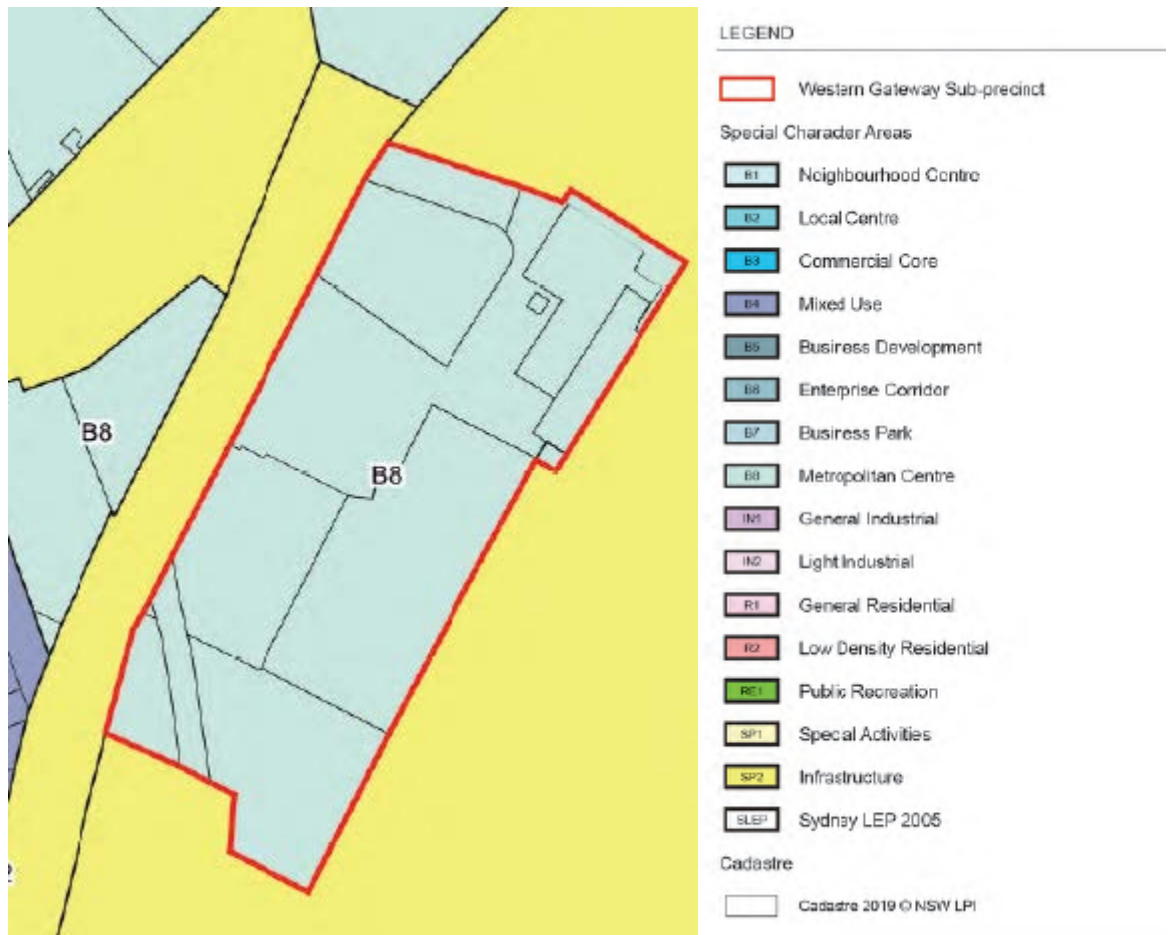 B8
B8
LEGEND
Western Gateway Sub-precinct
Special Character Areas
B1 Neighbourhood Centre
B2 Local Centre
B3 Commercial Core
B4 Mixed Use
B5 Business Development
B6 Enterprise Corridor
B7 Business Park
B8 Metropolitan Centre
IN1 General Industrial
IN2 Light Industrial
R1 General Residential
R2 Low Density Residential
RE1 Public Recreation
SP1 Special Activities
SP2 Infrastructure
SLEP Sydney LEP 2005
Cadastre
Cadastre 2019 © NSW LPI